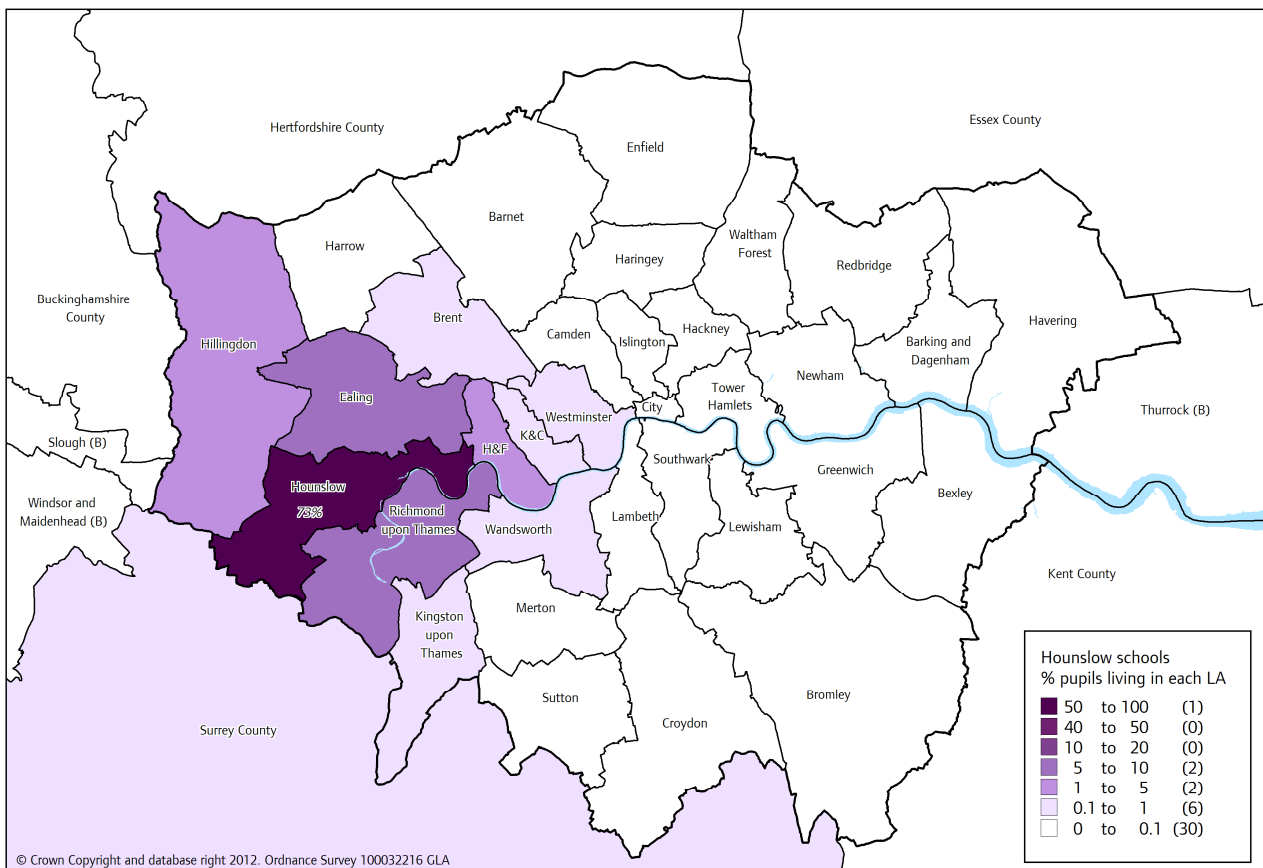 Hertfordshire County
Essex County
Enfield
Barnet
Harrow
Waltham
Forest
Haringey
Redbridge
Buckinghamshire
County
Brent
Havering
Hillingdon
Camden
Islington
Hackney
Barking and
Dagenham
Ealing
Newham
Tower
Hamlets
City
Westminster
Thurrock (B)
K&C
Slough (B)
H&F
Southwark
Greenwich
Bexley
Hounslow
73%
Windsor and
Maidenhead (B)
Richmond
upon Thames
Wandsworth
Lambeth
Lewisham
Kent County
Kingston
upon
Thames
Merton
Sutton
Croydon
Bromley
Surrey County
Hounslow schools
% pupils living in each LA
50 to 100 (1)
40 to 50 (0)
10 to 20 (0)
5 to 10 (2)
1 to 5 (2)
0.1 to 1 (6)
0 to 0.1 (30)
© Crown Copyright and database right 2012. Ordnance Survey 100032216 GLA